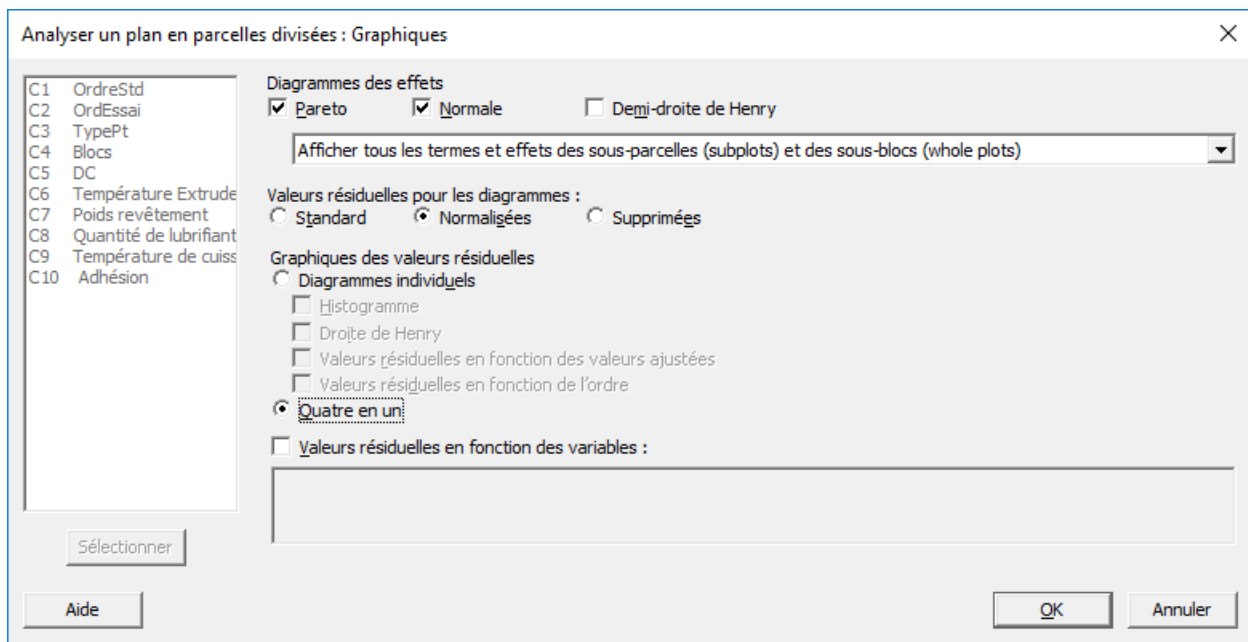 Analyser un plan en parcelles divisées : Graphiques
C1 OrdreStd
C2 OrdEssai
C3 TypePt
C4 Blocs
C5 DC
C6 Température Extrude
C7 Poids revêtement
C8 Quantité de lubrifiant
C9 Température de cuiss
C10 Adhésion
Sélectionner
Diagrammes des effets
Pareto Normale Demi-droite de Henry
Afficher tous les termes et effets des sous-parcelles (subplots) et des sous-blocs (whole plots)
Valeurs résiduelles pour les diagrammes :
Standard Normalisées Supprimées
Graphiques des valeurs résiduelles
Diagrammes individuels
Histogramme
Droite de Henry
Valeurs résiduelles en fonction des valeurs ajustées
Valeurs résiduelles en fonction de l'ordre
Quatre en un
Valeurs résiduelles en fonction des variables :
Aide OK Annuler